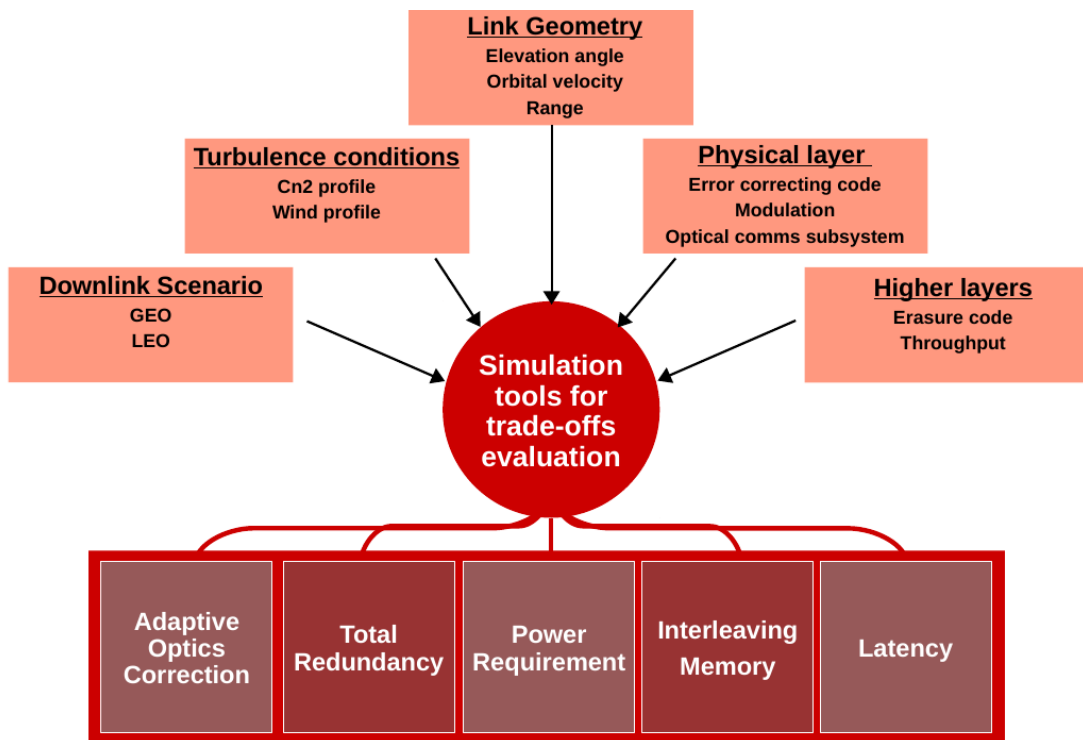 Link Geometry
Elevation angle
Orbital velocity
Range
Turbulence conditions
Cn2 profile
Wind profile
Physical layer
Error correcting code
Modulation
Optical comms subsystem
Downlink Scenario
GEO
LEO
Higher layers
Erasure code
Throughput
Simulation
tools for
trade-offs
evaluation
Adaptive
Optics
Correction
Total
Redundancy
Power
Requirement
Interleaving
Memory
Latency